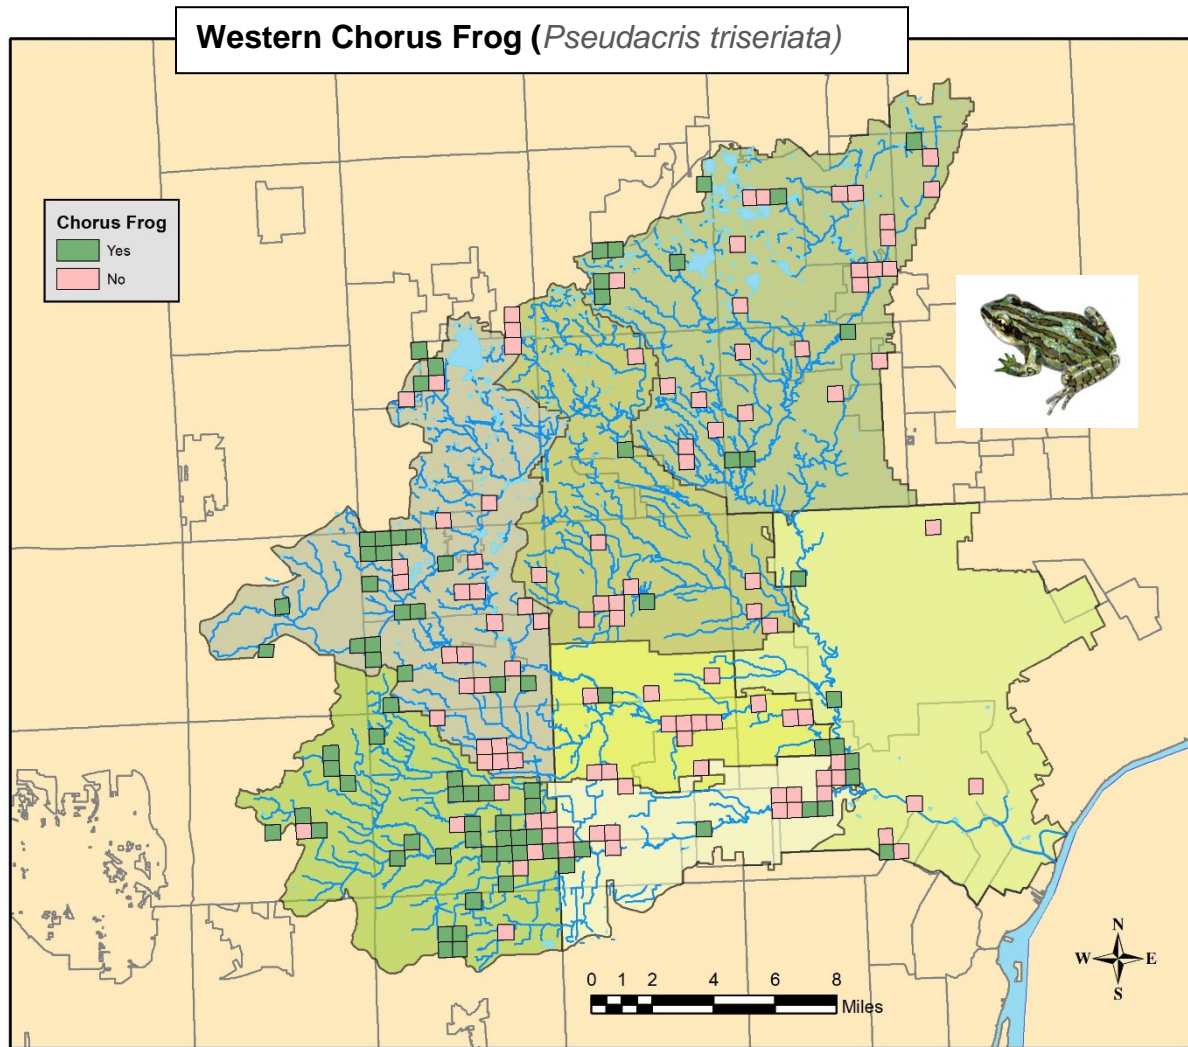 Western Chorus Frog (Pseudacris triseriata)
Chorus Frog
Yes
No
N
W E
S
0 1 2 4 6 8
Miles